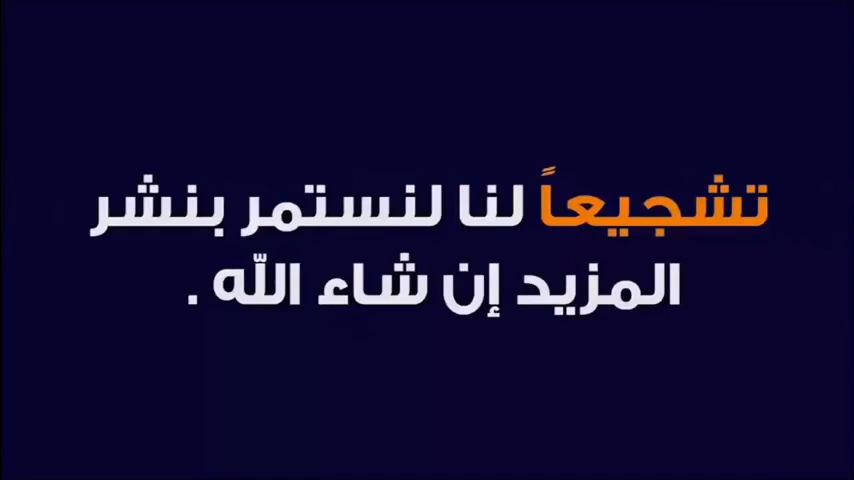 تشجيعاً لنا لنستمر بنشر
المزيد إن شاء الله .